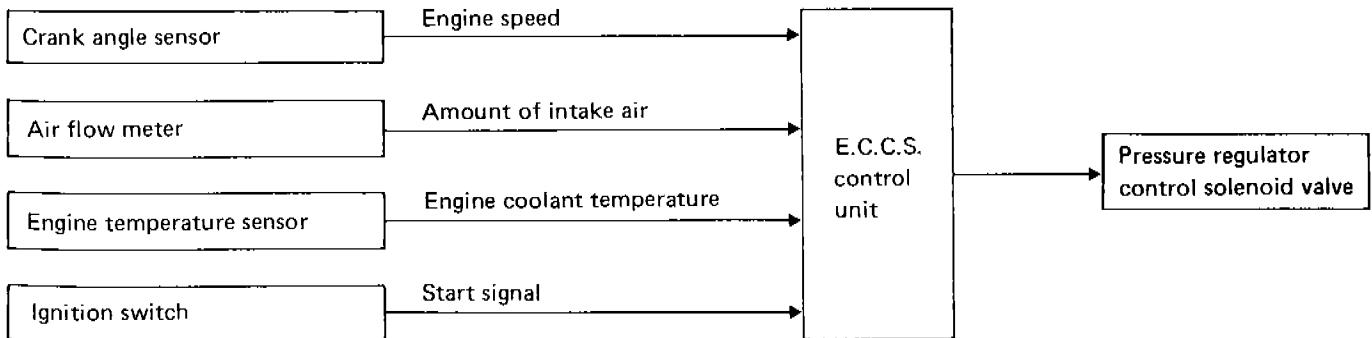 Crank angle sensor
Engine speed
Air flow meter
Amount of intake air
Engine temperature sensor
Engine coolant temperature
Ignition switch
Start signal
E.C.C.S.
control
unit
Pressure regulator
control solenoid valve